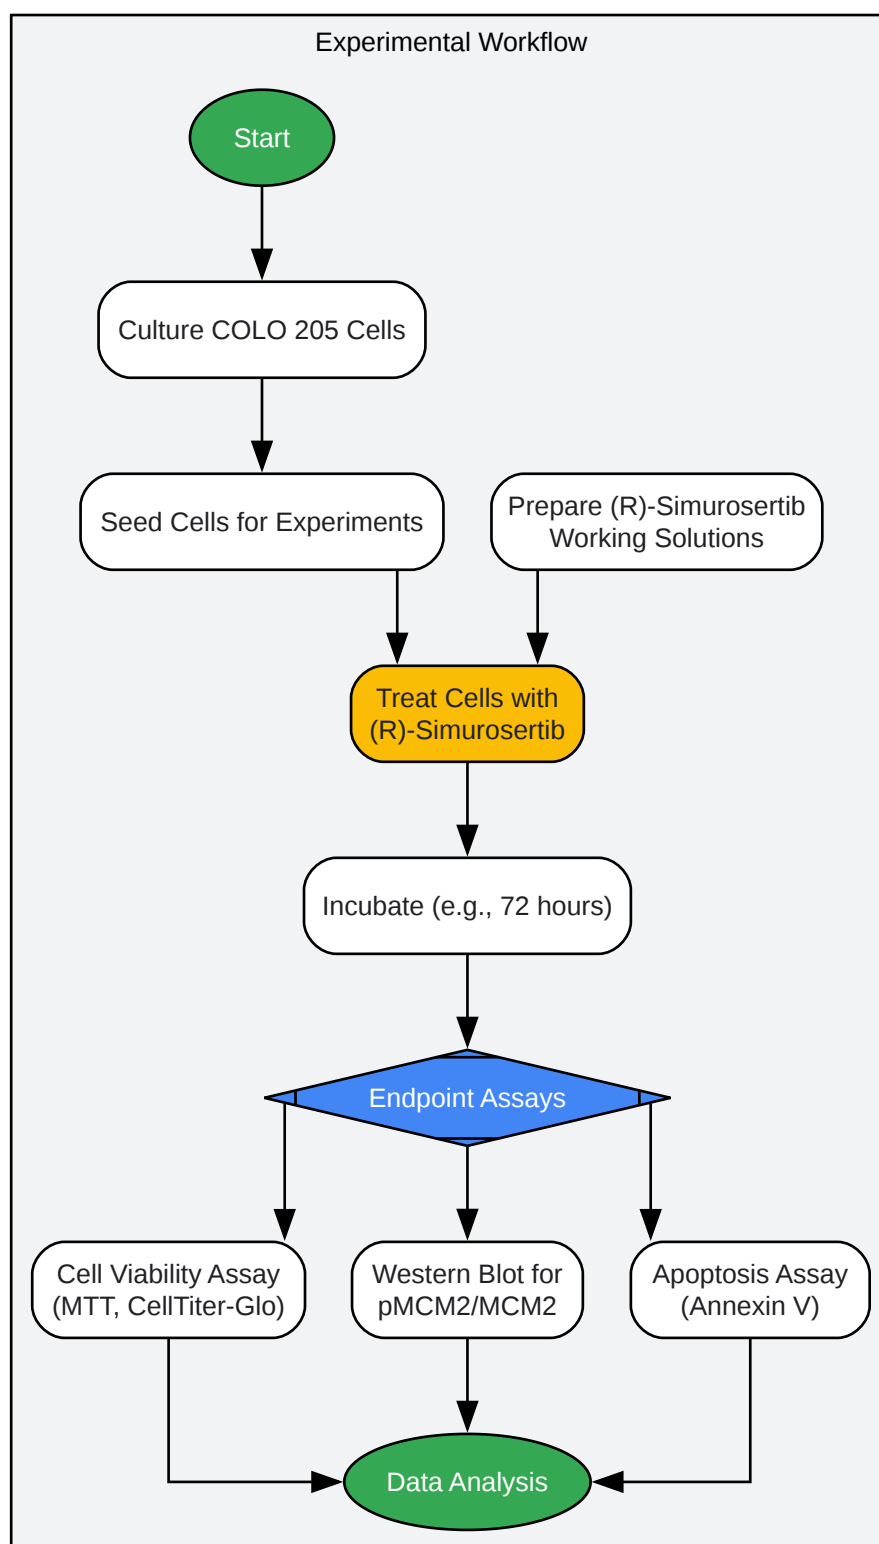 Experimental Workflow
Start
Culture COLO 205 Cells
Seed Cells for Experiments
Prepare (R)-Simurosertib
Working Solutions
Treat Cells with
(R)-Simurosertib
Incubate (e.g., 72 hours)
Endpoint Assays
Cell Viability Assay
(MTT, CellTiter-Glo)
Western Blot for
pMCM2/MCM2
Apoptosis Assay
(Annexin V)
Data Analysis